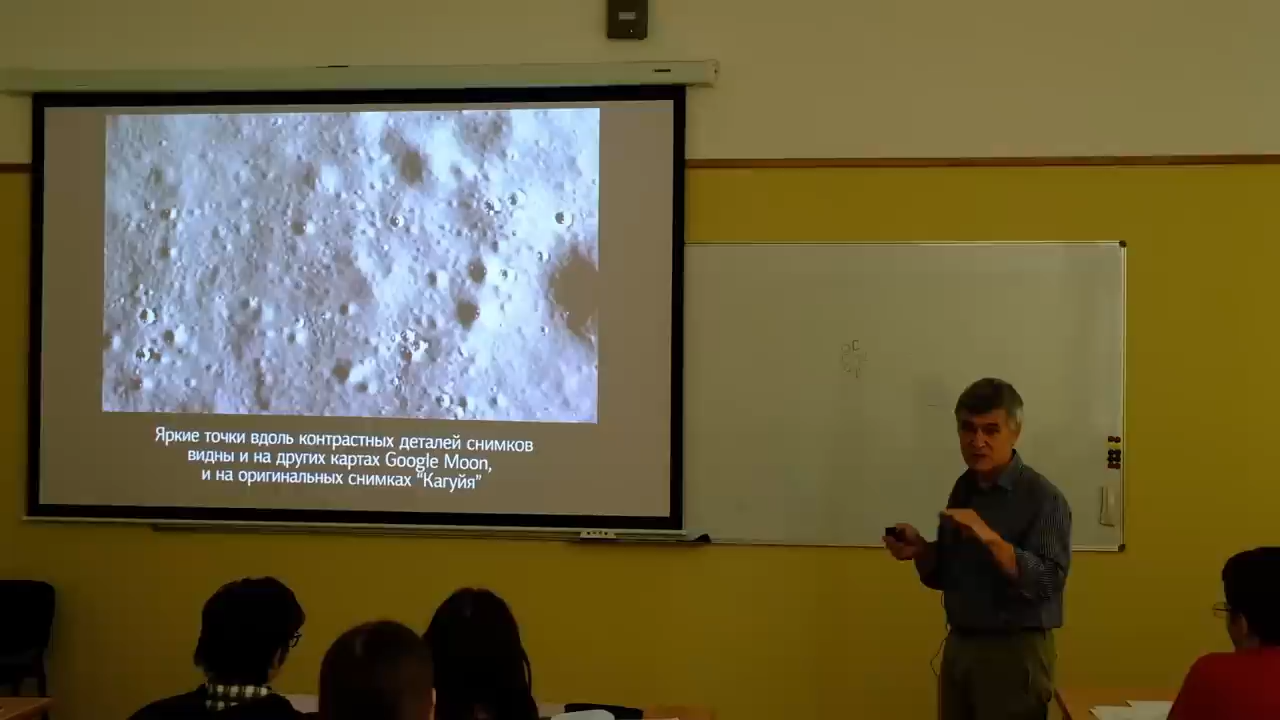 Яркие точки вдоль контрастных деталей снимков
видны и на других картах Google Moon,
и на оригинальных снимках "Кагуйя"